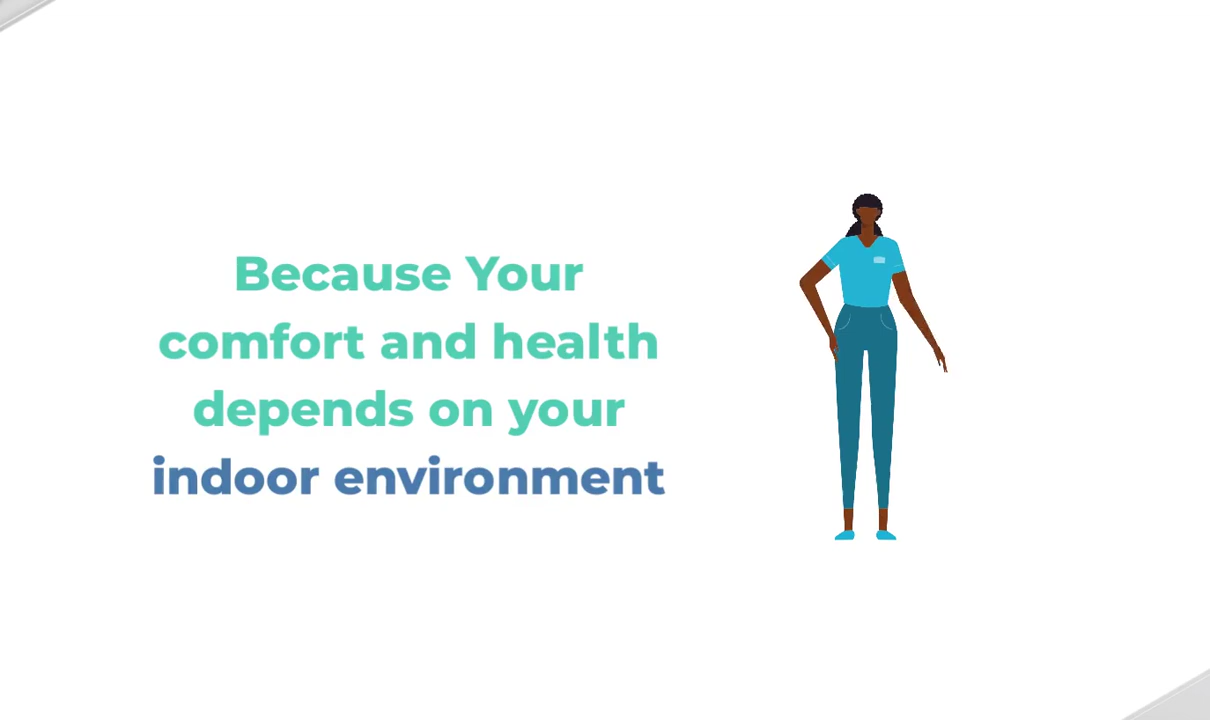 Because Your
comfort and health
depends on your
indoor environment